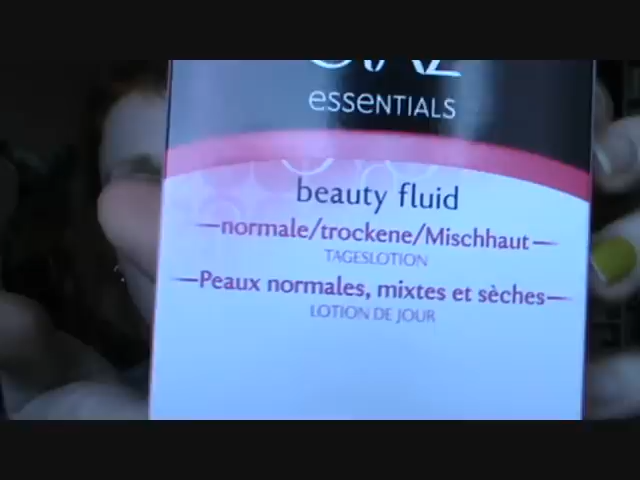 essentials
beauty fluid
normale/trockene/Mischhaut
TAGESLOTION
Peaux normales, mixtes et sèches
LOTION DE JOUR